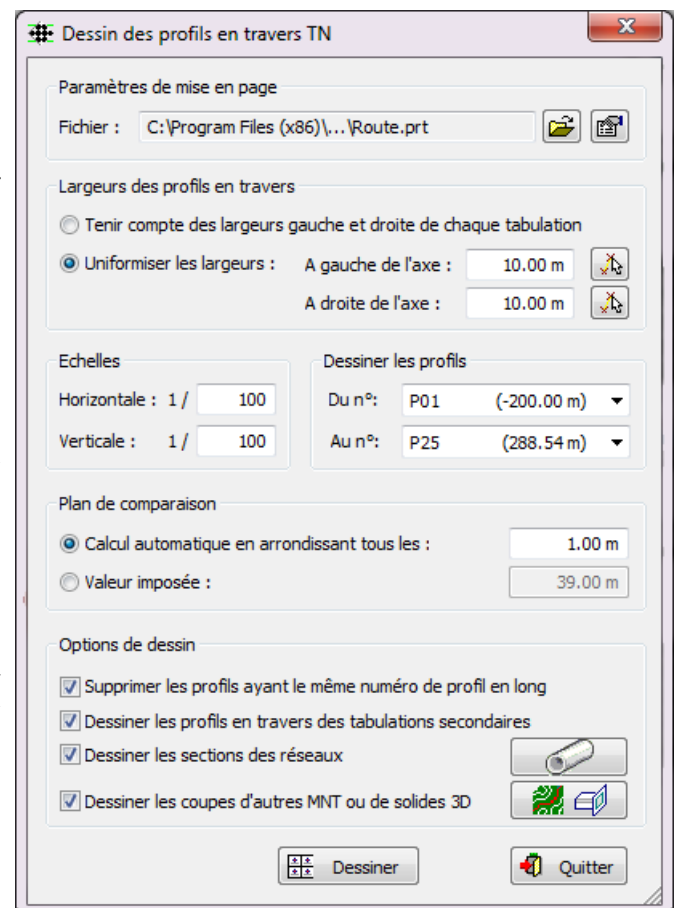 Dessin des profils en travers TN
Paramètres de mise en page
Fichier : C:\Program Files (x86)\...\Route.prt
Largeurs des profils en travers
Tenir compte des largeurs gauche et droite de chaque tabulation
Uniformiser les largeurs : A gauche de l'axe : 10.00 m
A droite de l'axe : 10.00 m
Echelles Dessiner les profils
Horizontale : 1 / 100 Du n°: P01 (-200.00 m)
Verticale : 1 / 100 Au n°: P25 (288.54 m)
Plan de comparaison
Calcul automatique en arrondissant tous les : 1.00 m
Valeur imposée : 39.00 m
Options de dessin
Supprimer les profils ayant le même numéro de profil en long
Dessiner les profils en travers des tabulations secondaires
Dessiner les sections des réseaux
Dessiner les coupes d'autres MNT ou de solides 3D
Dessiner Quitter